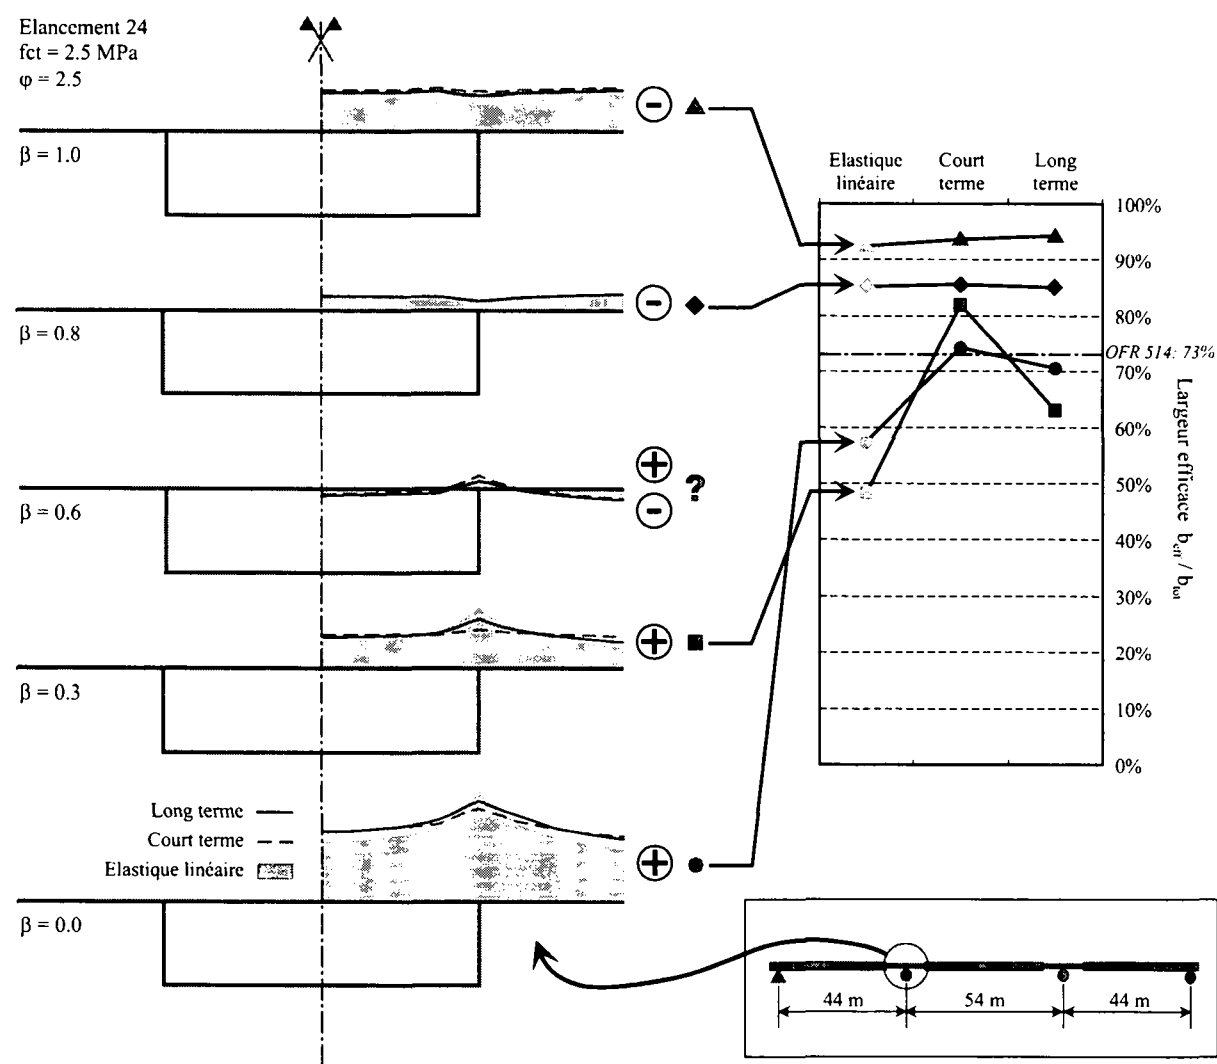 Elancement 24
fct = 2.5 MPa
φ = 2.5
β = 1.0
β = 0.8
β = 0.6
?
β = 0.3
Long terme
Court terme
Elastique linéaire
β = 0.0
Elastique linéaire
Court terme
Long terme
100%
90%
80%
OFR 514: 73%
70%
60%
50%
40%
30%
20%
10%
0%
Largeur efficace b_eff / b_tot
44 m
54 m
44 m